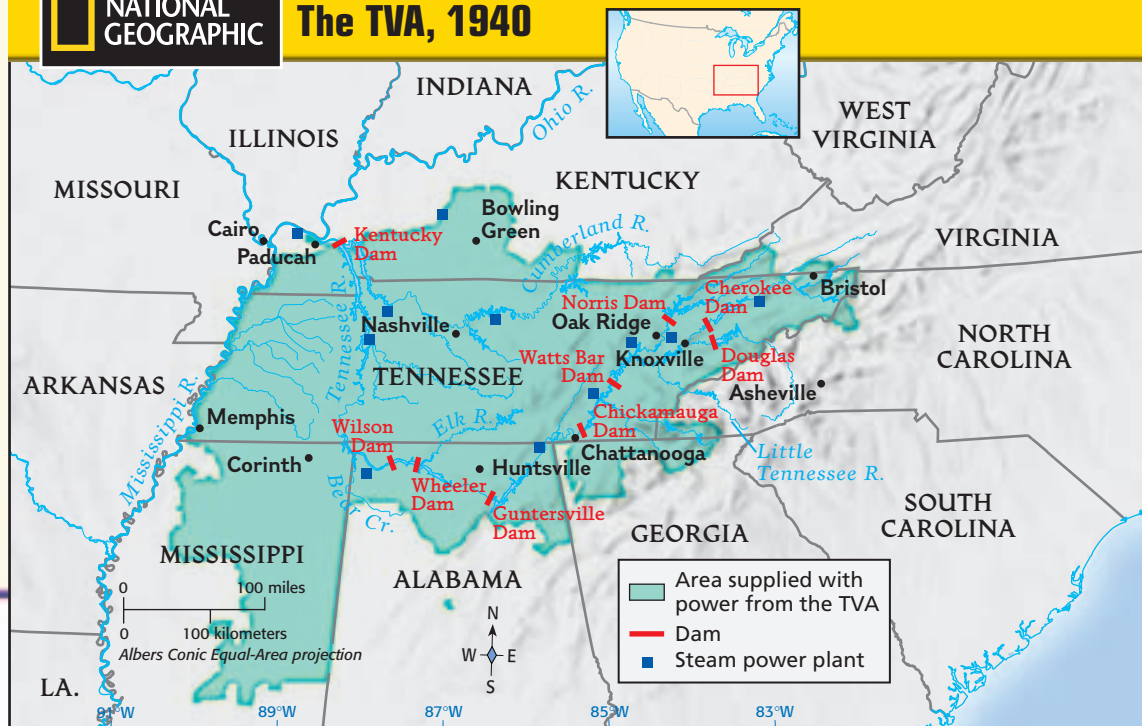 NATIONAL
GEOGRAPHIC
The TVA, 1940
INDIANA
Ohio R.
ILLINOIS
WEST
VIRGINIA
MISSOURI
KENTUCKY
Bowling
Green
Cairo
Paducah
Kentucky
Dam
Cumberland R.
VIRGINIA
Tennessee R.
Norris Dam
Cherokee
Dam
Bristol
Nashville
Oak Ridge
Knoxville
Douglas
Dam
NORTH
CAROLINA
Watts Bar
Dam
TENNESSEE
ARKANSAS
Asheville
Mississippi R.
Memphis
Wilson
Dam
Elk R.
Chickamauga
Dam
Chattanooga
Corinth
Huntsville
Little
Tennessee R.
Bear Cr.
Wheeler
Dam
Guntersville
Dam
SOUTH
CAROLINA
GEORGIA
MISSISSIPPI
ALABAMA
0 100 miles
0 100 kilometers
Albers Conic Equal-Area projection
N
W E
S
Area supplied with
power from the TVA
Dam
Steam power plant
LA.
91°W 89°W 87°W 85°W 83°W